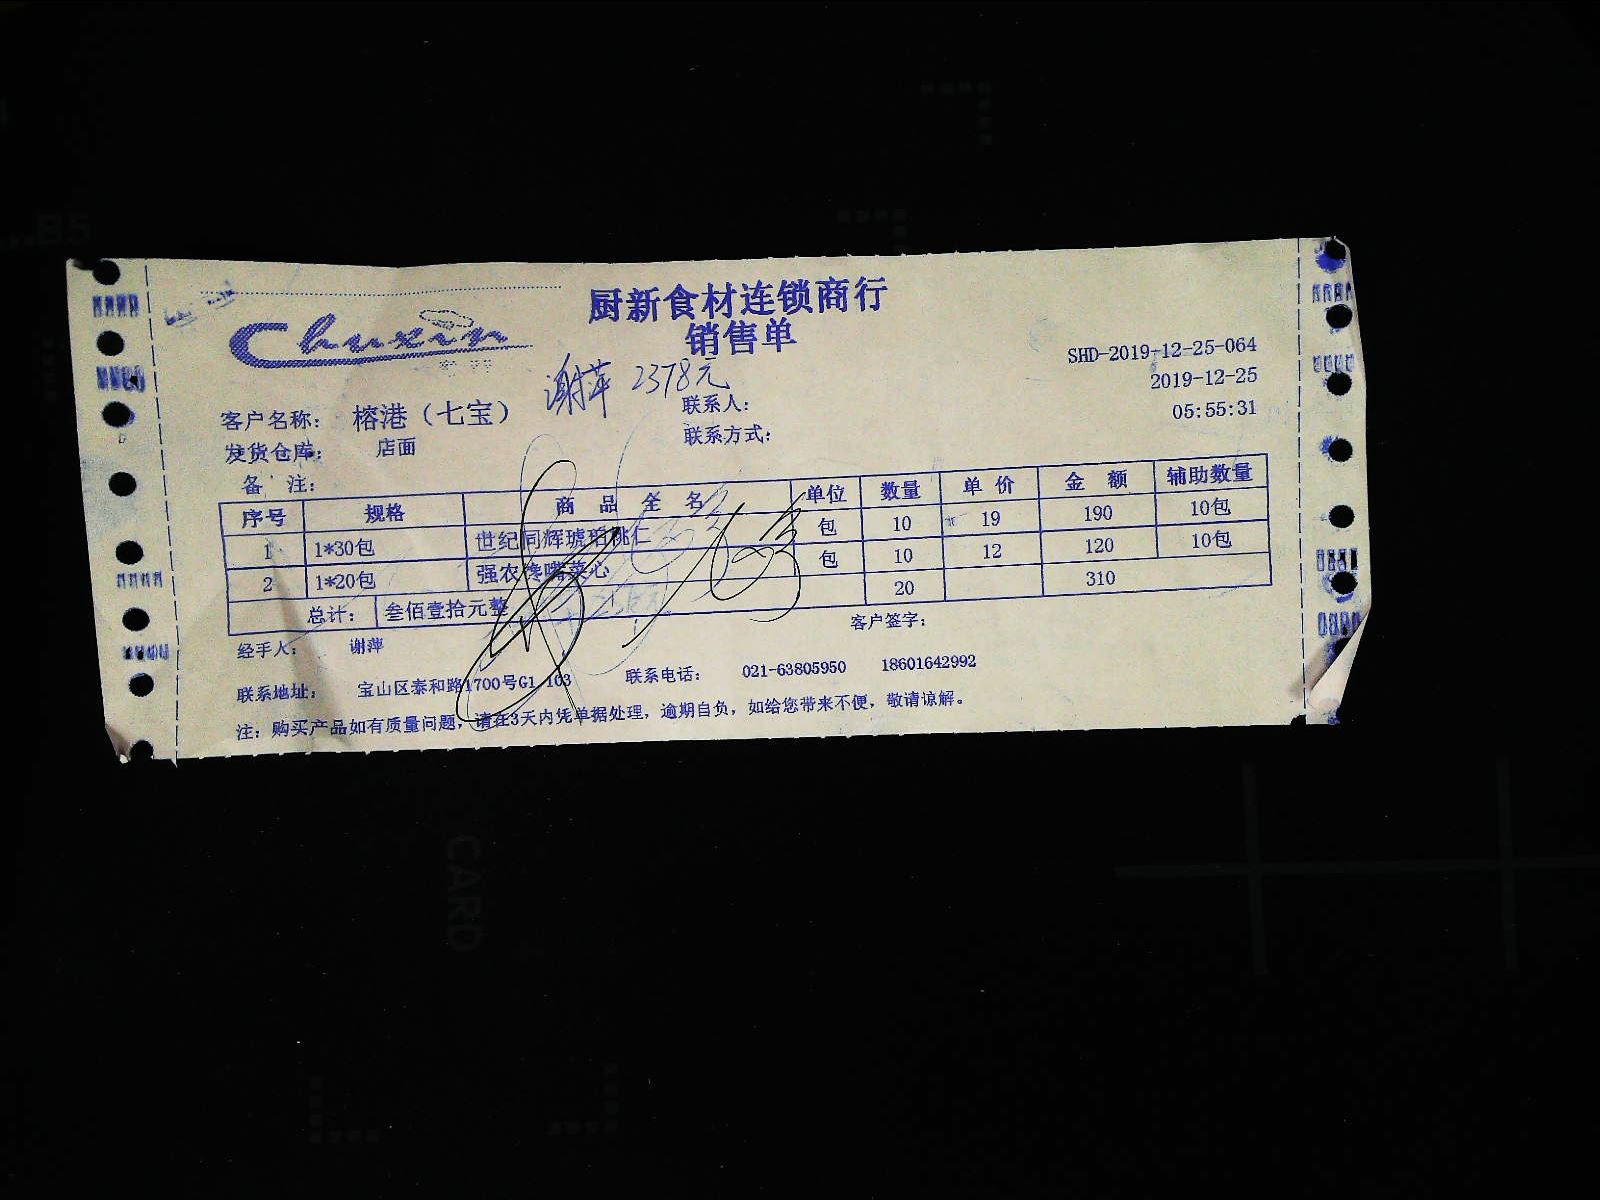 Chuxin
厨新食材连锁商行
销售单
SHD-2019-12-25-064
谢萍 2378元
2019-12-25
客户名称： 榕港（七宝） 联系人：
05:55:31
发货仓库： 店面 联系方式：
备 注：
序号 规格 商 品 全 名 单位 数量 单 价 金 额 辅助数量
1 1*30包 世纪同辉琥珀桃仁 包 10 19 190 10包
2 1*20包 强农馋嘴菜心 包 10 12 120 10包
总计： 叁佰壹拾元整 20 310
经手人： 谢萍 客户签字：
联系地址： 宝山区泰和路1700号G1 103 联系电话： 021-63805950 18601642992
注：购买产品如有质量问题，请在3天内凭单据处理，逾期自负，如给您带来不便，敬请谅解。
CARD
B5